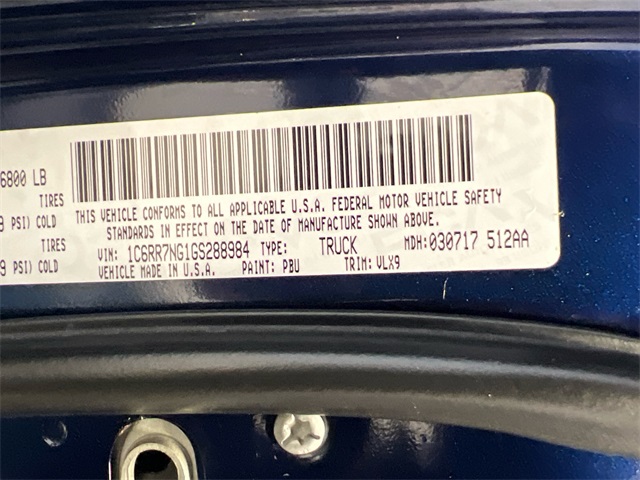 6800 LB
TIRES
THIS VEHICLE CONFORMS TO ALL APPLICABLE U.S.A. FEDERAL MOTOR VEHICLE SAFETY
PSI) COLD
STANDARDS IN EFFECT ON THE DATE OF MANUFACTURE SHOWN ABOVE.
TIRES
VIN: 1C6RR7NG1GS288984 TYPE: TRUCK MDH: 030717 512AA
9 PSI) COLD
VEHICLE MADE IN U.S.A. PAINT: PBU TRIM: VLX9